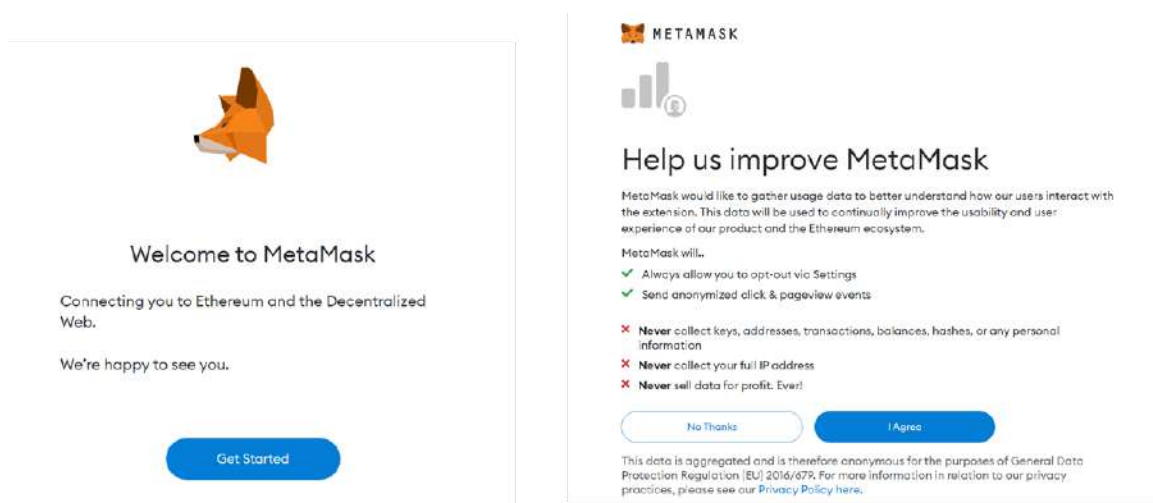 Welcome to MetaMask
Connecting you to Ethereum and the Decentralized
Web.
We're happy to see you.
Get Started
METAMASK
Help us improve MetaMask
MetaMask would like to gather usage data to better understand how our users interact with
the extension. This data will be used to continually improve the usability and user
experience of our product and the Ethereum ecosystem.
MetaMask will..
Always allow you to opt-out via Settings
Send anonymized click & pageview events
Never collect keys, addresses, transactions, balances, hashes, or any personal
information
Never collect your full IP address
Never sell data for profit. Ever!
No Thanks
I Agree
This data is aggregated and is therefore anonymous for the purposes of General Data
Protection Regulation (EU) 2016/679. For more information in relation to our privacy
practices, please see our Privacy Policy here.